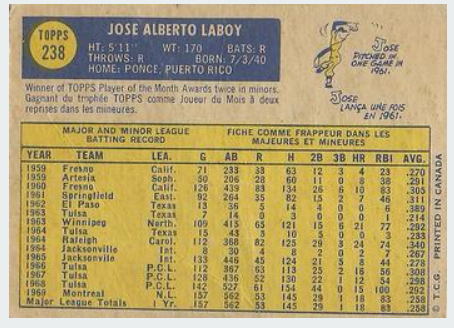 TOPPS
238
JOSE ALBERTO LABOY
HT: 5'11" WT: 170 BATS: R
THROWS: R BORN: 7/3/40
HOME: PONCE, PUERTO RICO
JOSE
PITCHED IN
ONE GAME IN
1961.
Winner of TOPPS Player of the Month Awards twice in minors.
Gagnant du trophée TOPPS comme Joueur du Mois à deux
reprises dans les mineures.
JOSE
LANÇA UNE FOIS
EN 1961.
MAJOR AND MINOR LEAGUE BATTING RECORD
FICHE COMME FRAPPEUR DANS LES MAJEURES ET MINEURES
YEAR TEAM LEA. G AB R H 2B 3B HR RBI AVG.
1959 Fresno Calif. 71 233 38 63 12 3 4 23 .270
1959 Artesia Soph. 50 206 28 60 11 0 8 38 .291
1960 Fresno Calif. 126 439 83 134 26 6 10 83 .305
1961 Springfield East. 92 264 35 82 15 2 7 46 .311
1962 El Paso Texas 13 36 5 14 4 0 0 6 .389
1963 Tulsa Texas 7 14 0 3 0 0 0 1 .214
1963 Winnipeg North. 109 415 65 121 15 6 21 77 .292
1964 Tulsa Texas 15 43 5 10 5 0 0 3 .233
1964 Raleigh Carol. 112 368 82 125 29 3 24 74 .340
1964 Jacksonville Int. 8 30 4 8 2 0 2 .267
1965 Jacksonville Int. 133 446 45 124 21 3 8 44 .278
1966 Tulsa P.C.L. 112 367 63 113 25 2 16 56 .308
1967 Tulsa P.C.L. 128 436 52 130 22 1 12 54 .298
1968 Tulsa P.C.L. 142 527 61 154 44 0 15 100 .292
1969 Montreal N.L. 157 562 53 145 29 1 18 83 .258
Major League Totals 1 Yr. 157 562 53 145 29 1 18 83 .258
© T.C.G. PRINTED IN CANADA